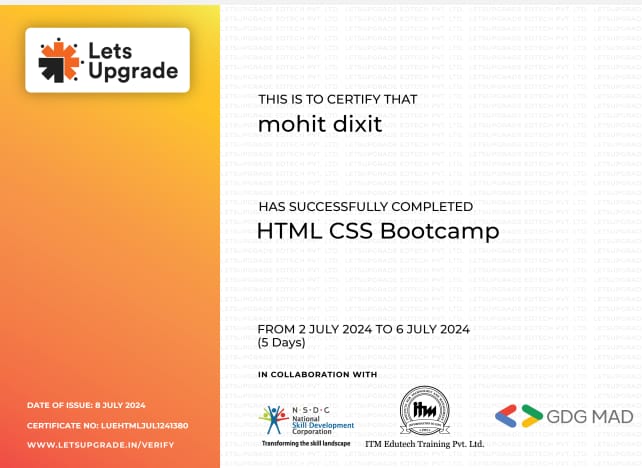 Lets
Upgrade
THIS IS TO CERTIFY THAT
mohit dixit
HAS SUCCESSFULLY COMPLETED
HTML CSS Bootcamp
FROM 2 JULY 2024 TO 6 JULY 2024
(5 Days)
IN COLLABORATION WITH
N·S·D·C
National
Skill Development
Corporation
Transforming the skill landscape
itm
ITM Edutech Training Pvt. Ltd.
GDG MAD
DATE OF ISSUE: 8 JULY 2024
CERTIFICATE NO: LUEHTMLJUL1241380
WWW.LETSUPGRADE.IN/VERIFY